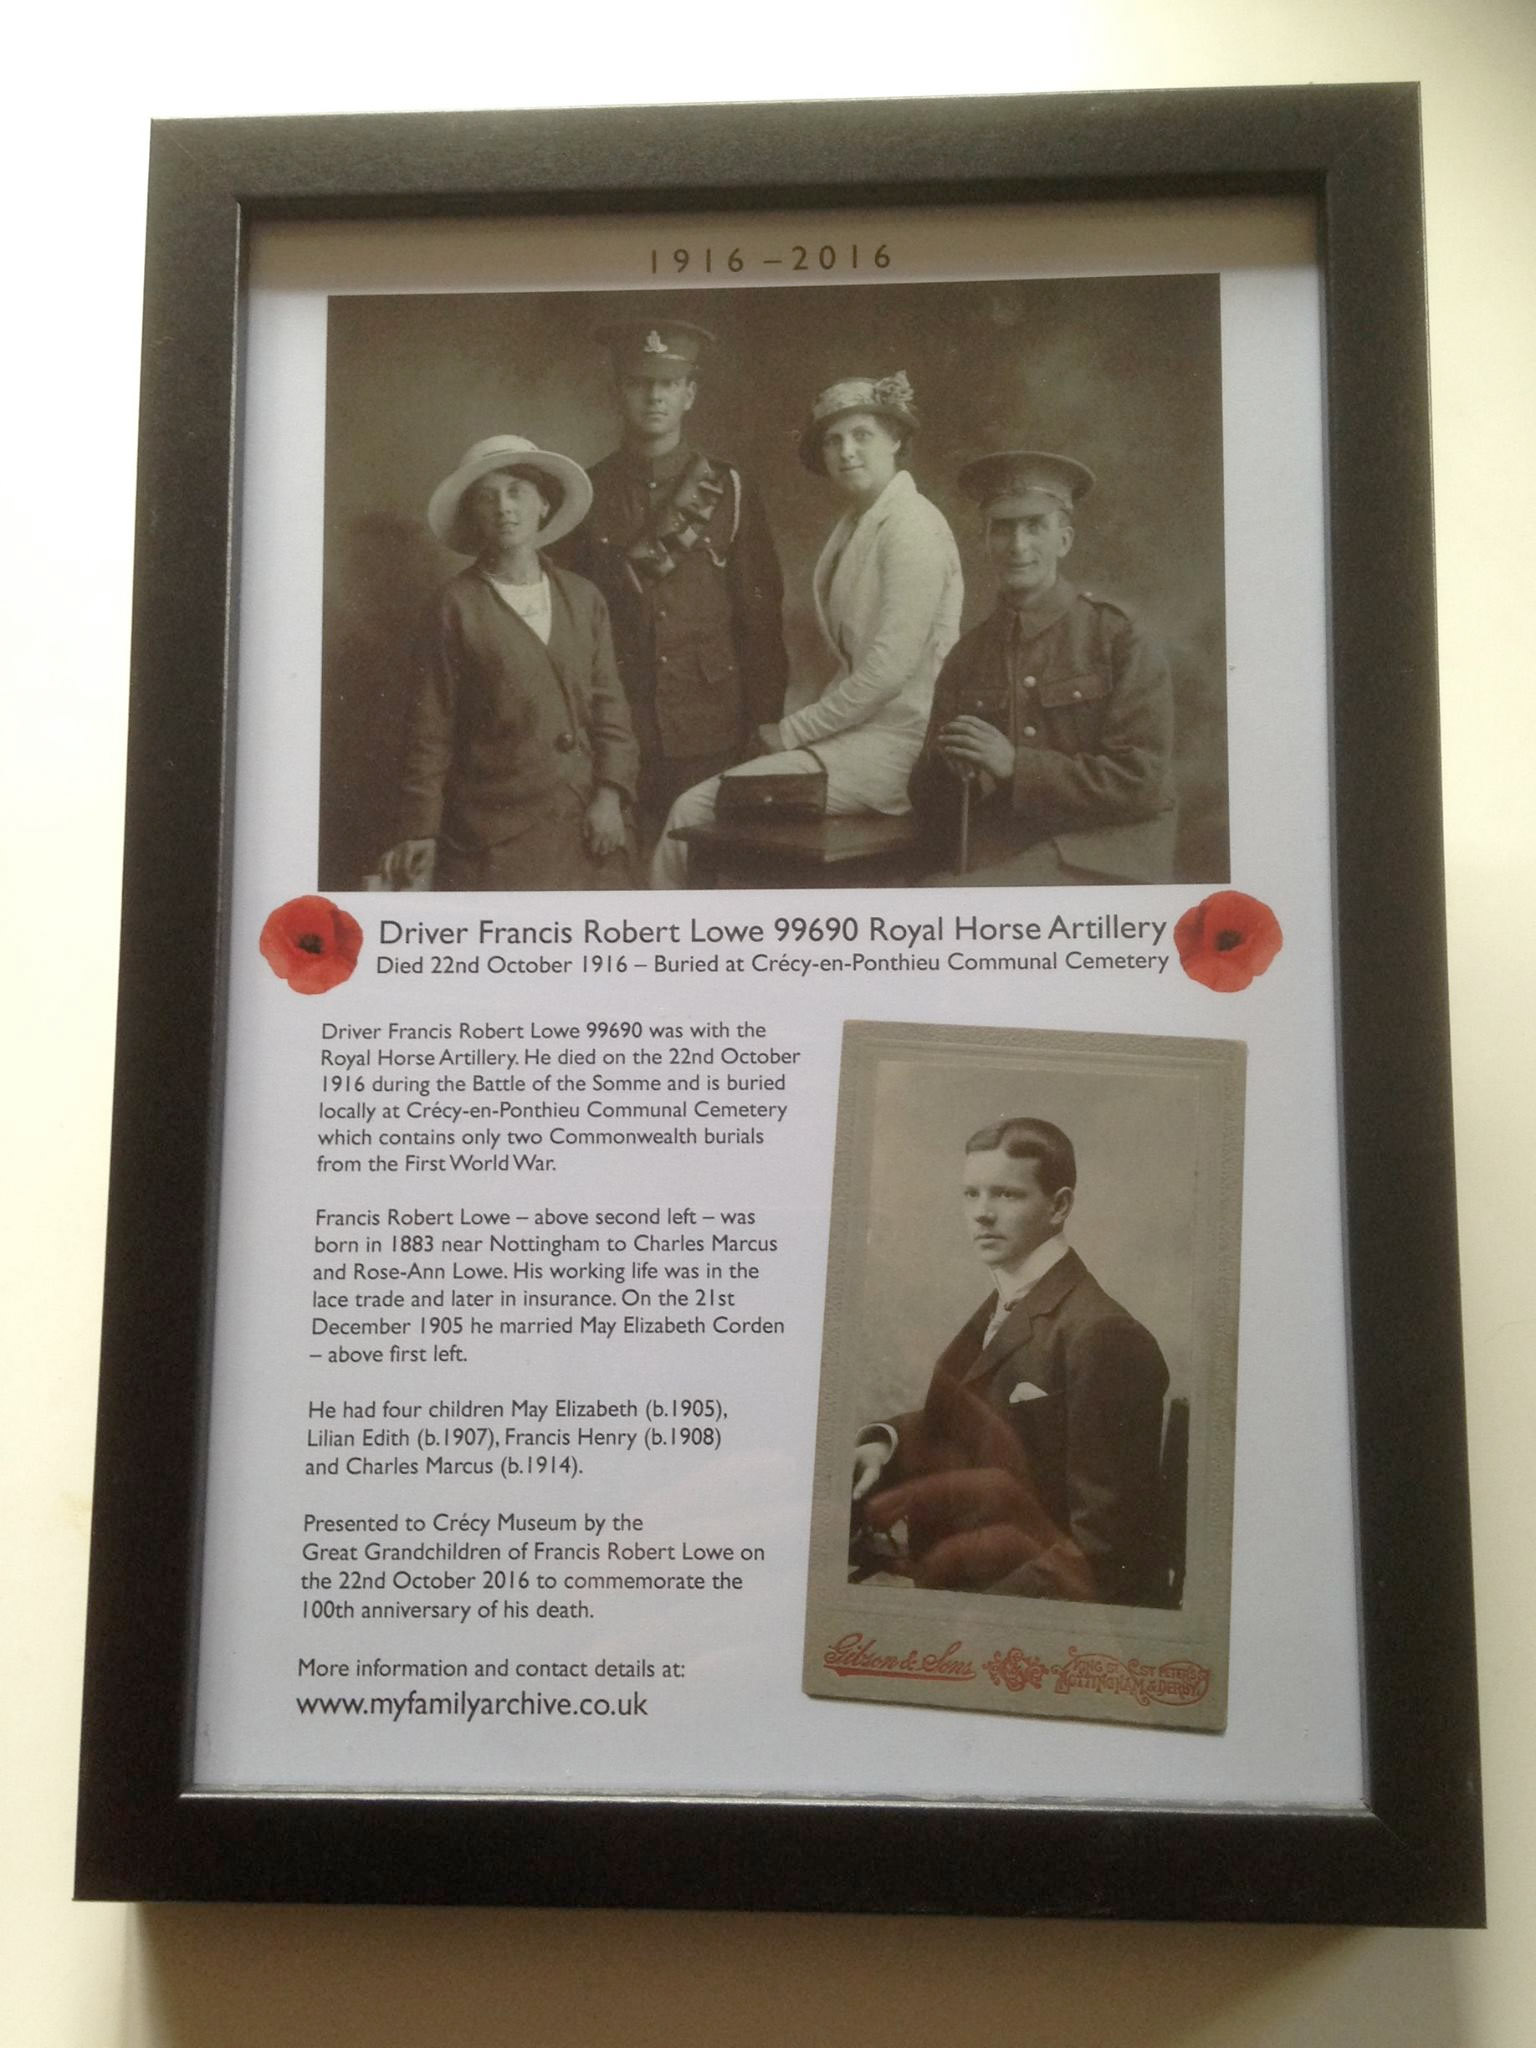 1916 – 2016
Driver Francis Robert Lowe 99690 Royal Horse Artillery
Died 22nd October 1916 – Buried at Crécy-en-Ponthieu Communal Cemetery
Driver Francis Robert Lowe 99690 was with the
Royal Horse Artillery. He died on the 22nd October
1916 during the Battle of the Somme and is buried
locally at Crécy-en-Ponthieu Communal Cemetery
which contains only two Commonwealth burials
from the First World War.
Francis Robert Lowe – above second left – was
born in 1883 near Nottingham to Charles Marcus
and Rose-Ann Lowe. His working life was in the
lace trade and later in insurance. On the 21st
December 1905 he married May Elizabeth Corden
– above first left.
He had four children May Elizabeth (b.1905),
Lilian Edith (b.1907), Francis Henry (b.1908)
and Charles Marcus (b.1914).
Presented to Crécy Museum by the
Great Grandchildren of Francis Robert Lowe on
the 22nd October 2016 to commemorate the
100th anniversary of his death.
More information and contact details at:
www.myfamilyarchive.co.uk
Gibson & Sons
KING ST. & ST PETER'S
NOTTINGHAM & DERBY.